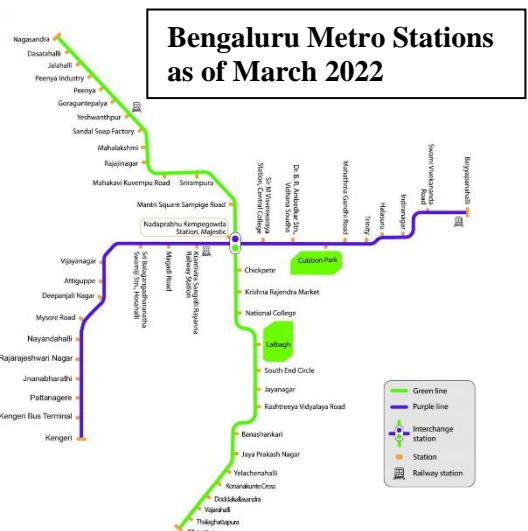 Bengaluru Metro Stations
as of March 2022
Nagasandra
Dasarahalli
Jalahalli
Peenya Industry
Peenya
Goraguntepalya
Yeshwanthpur
Sandal Soap Factory
Mahalakshmi
Rajajinagar
Mahakavi Kuvempu Road
Srirampura
Mantri Square Sampige Road
Nadaprabhu Kempegowda
Station, Majestic
Sir M Visveswaraya
Station, Central College
Dr. B. R. Ambedkar Stn.,
Vidhana Soudha
Cubbon Park
Mahathma Gandhi Road
Trinity
Halasuru
Indiranagar
Swami Vivekananda
Road
Baiyyapanahalli
Vijayanagar
Attiguppe
Deepanjali Nagar
Mysore Road
Nayandahalli
Rajarajeshwari Nagar
Jnanabharathi
Pattanagere
Kengeri Bus Terminal
Kengeri
Sri Balagangadharanatha
Swamiji Stn., Hosahalli
Magadi Road
Krantivira Sangolli Rayanna
Railway Station
Chickpete
Krishna Rajendra Market
National College
Lalbagh
South End Circle
Jayanagar
Rashtreeya Vidyalaya Road
Banashankari
Jaya Prakash Nagar
Yelachenahalli
Konanakunte Cross
Doddakallasandra
Vajarahalli
Thalaghattapura
Green line
Purple line
Interchange
station
Station
Railway station